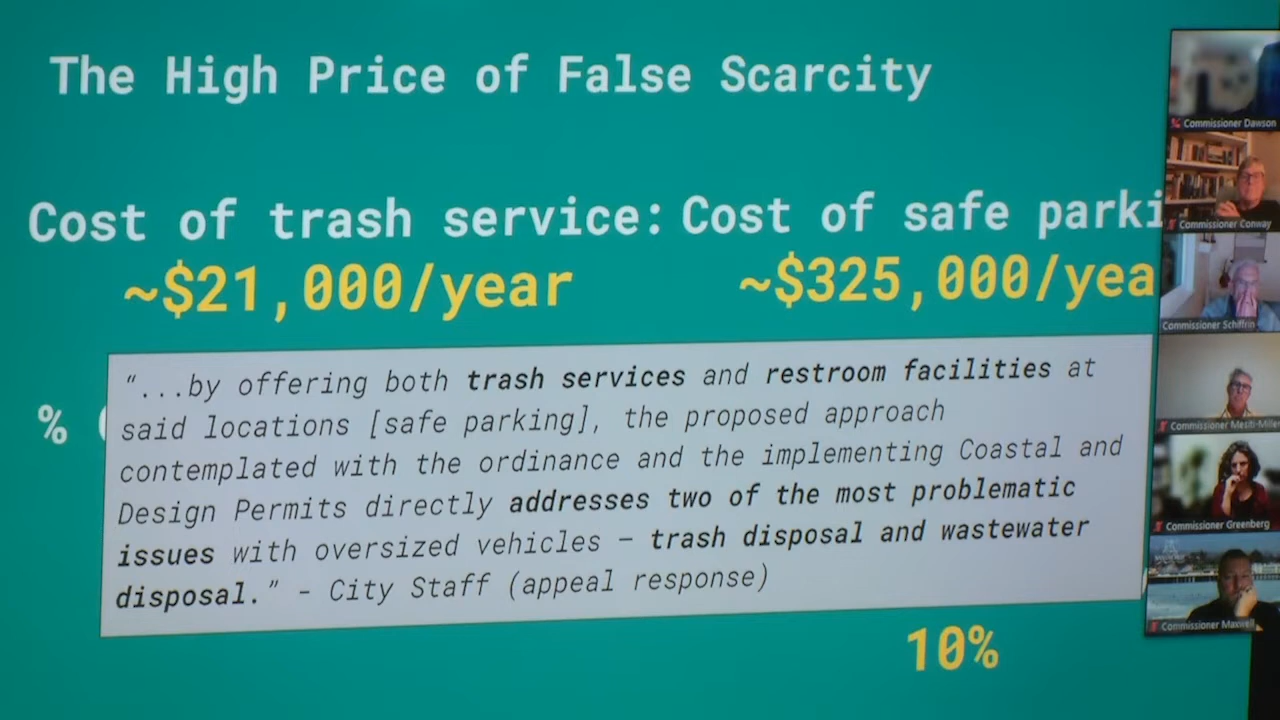 The High Price of False Scarcity
Cost of trash service: Cost of safe parki
~$21,000/year ~$325,000/yea
%
“...by offering both trash services and restroom facilities at
said locations [safe parking], the proposed approach
contemplated with the ordinance and the implementing Coastal and
Design Permits directly addresses two of the most problematic
issues with oversized vehicles – trash disposal and wastewater
disposal.” - City Staff (appeal response)
10%
Commissioner Dawson
Commissioner Conway
Commissioner Schiffrin
Commissioner Mesiti-Mille
Commissioner Greenberg
Commissioner Maxwell